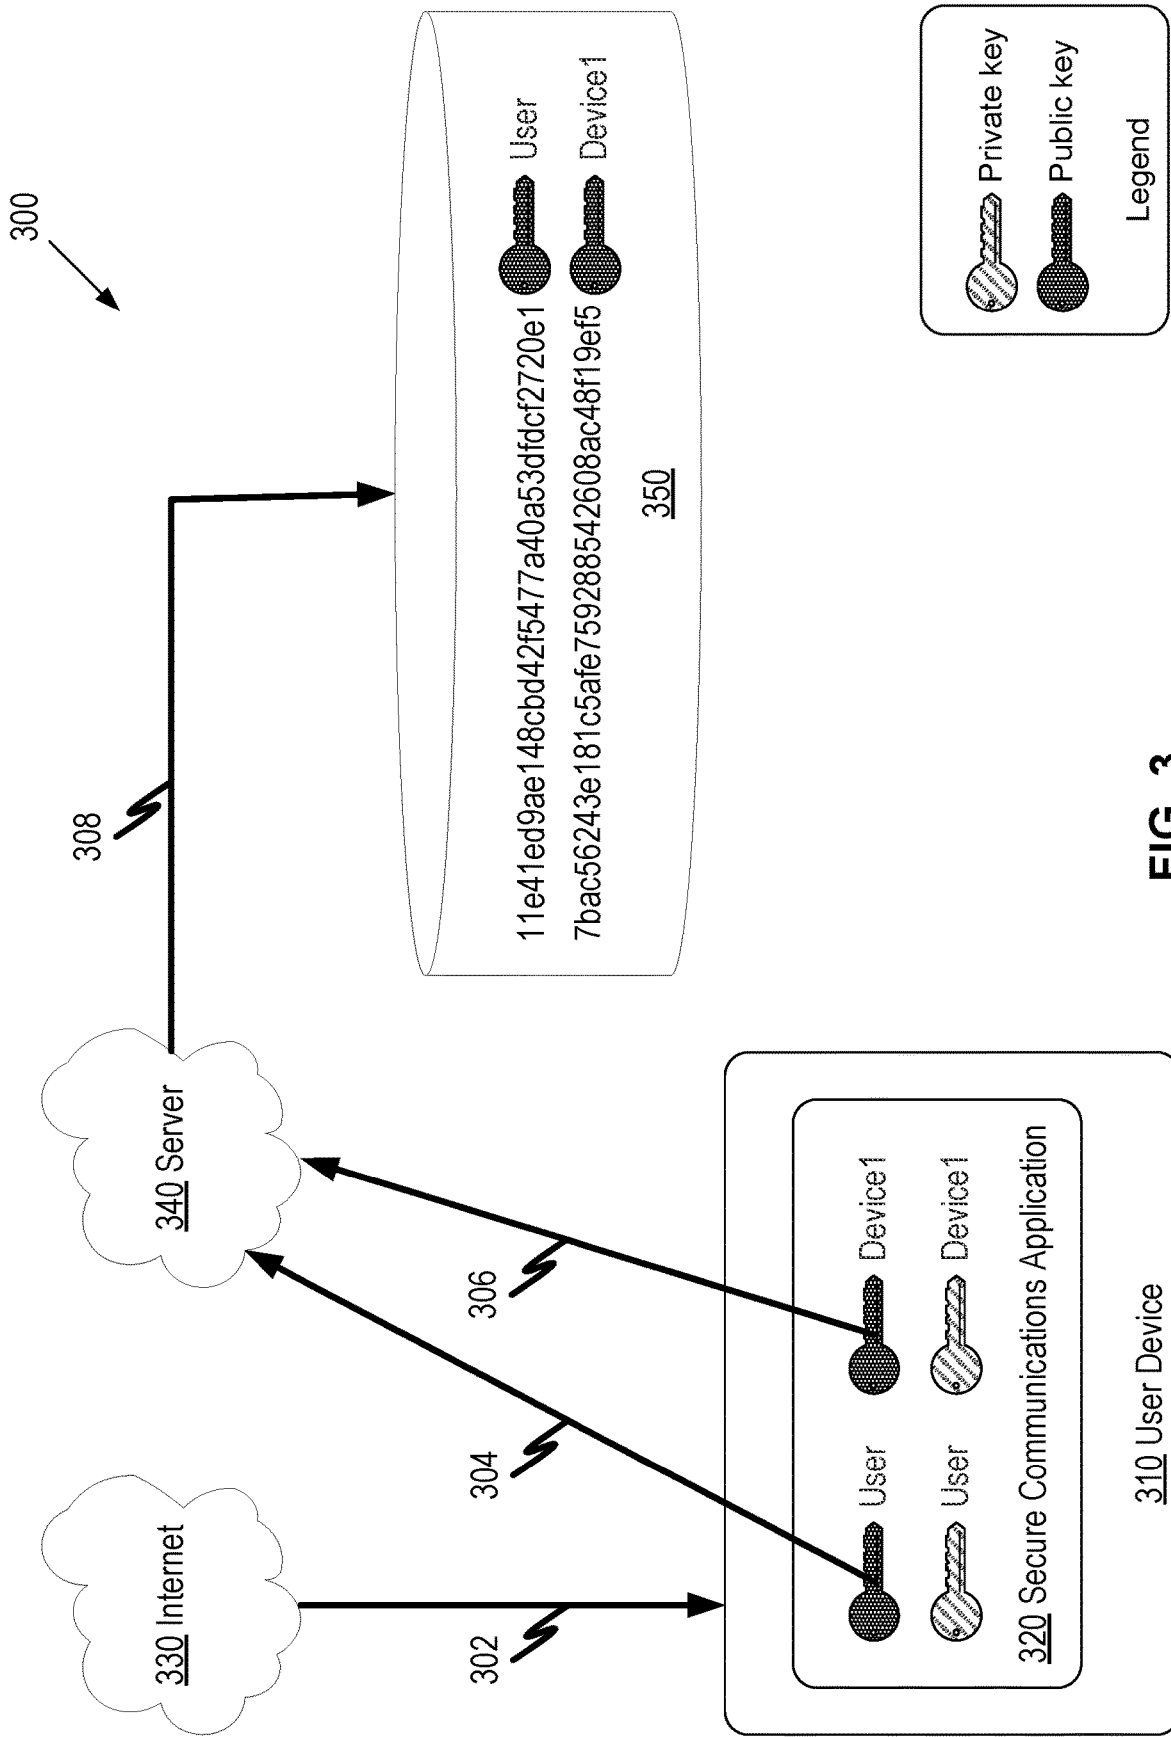 300
330 Internet
340 Server
308
302
304
306
11e41ed9ae148cbd42f5477a40a53dfdcf2720e1 User
7bac56243e181c5afe759288542608ac48f19ef5 Device1
350
User
Device1
User
Device1
320 Secure Communications Application
310 User Device
Private key
Public key
Legend
FIG. 3